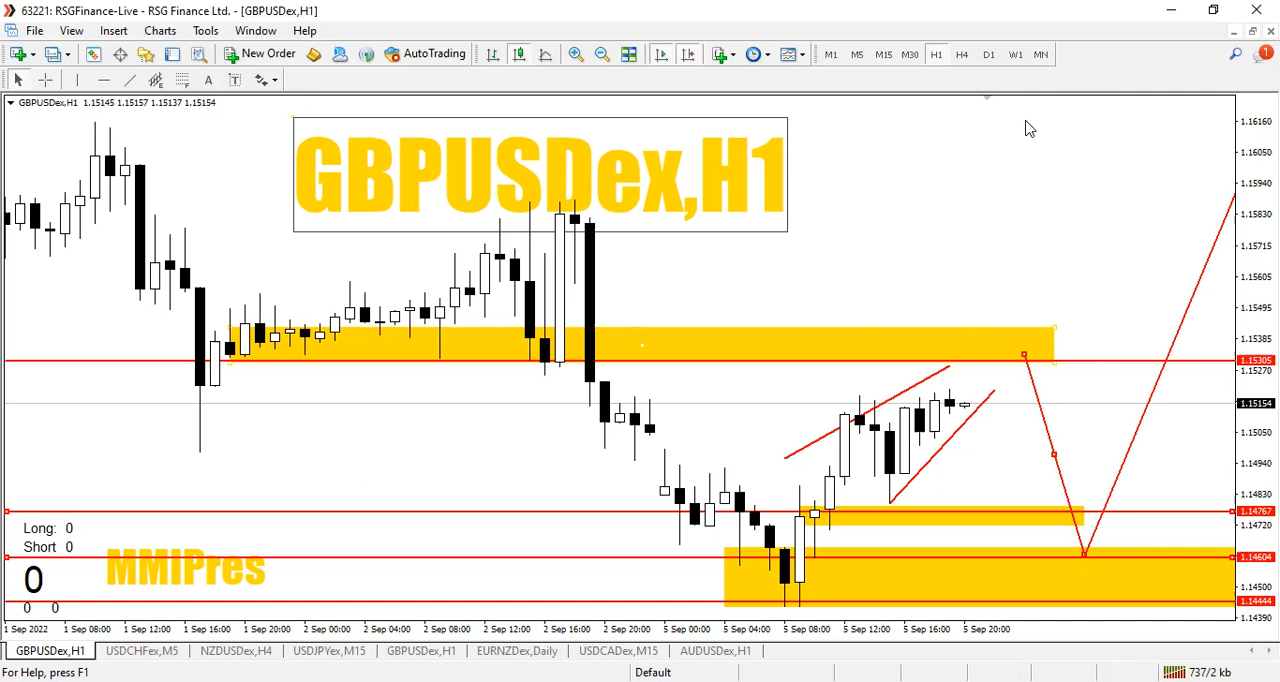 63221: RSGFinance-Live - RSG Finance Ltd. - [GBPUSDex,H1]
File View Insert Charts Tools Window Help
New Order AutoTrading M1 M5 M15 M30 H1 H4 D1 W1 MN 1
A T
GBPUSDex,H1 1.15145 1.15157 1.15137 1.15154
GBPUSDex,H1
1.16160
1.16050
1.15940
1.15830
1.15715
1.15605
1.15495
1.15385
1.15305
1.15270
1.15154
1.15050
1.14940
1.14830
1.14767
1.14720
1.14604
1.14500
1.14444
1.14390
Long: 0
Short 0
0
0 0
MMIPres
1 Sep 2022 1 Sep 08:00 1 Sep 12:00 1 Sep 16:00 1 Sep 20:00 2 Sep 00:00 2 Sep 04:00 2 Sep 08:00 2 Sep 12:00 2 Sep 16:00 2 Sep 20:00 5 Sep 00:00 5 Sep 04:00 5 Sep 08:00 5 Sep 12:00 5 Sep 16:00 5 Sep 20:00
GBPUSDex,H1 USDCHFex,M5 NZDUSDex,H4 USDJPYex,M15 GBPUSDex,H1 EURNZDex,Daily USDCADex,M15 AUDUSDex,H1
For Help, press F1 Default 737/2 kb